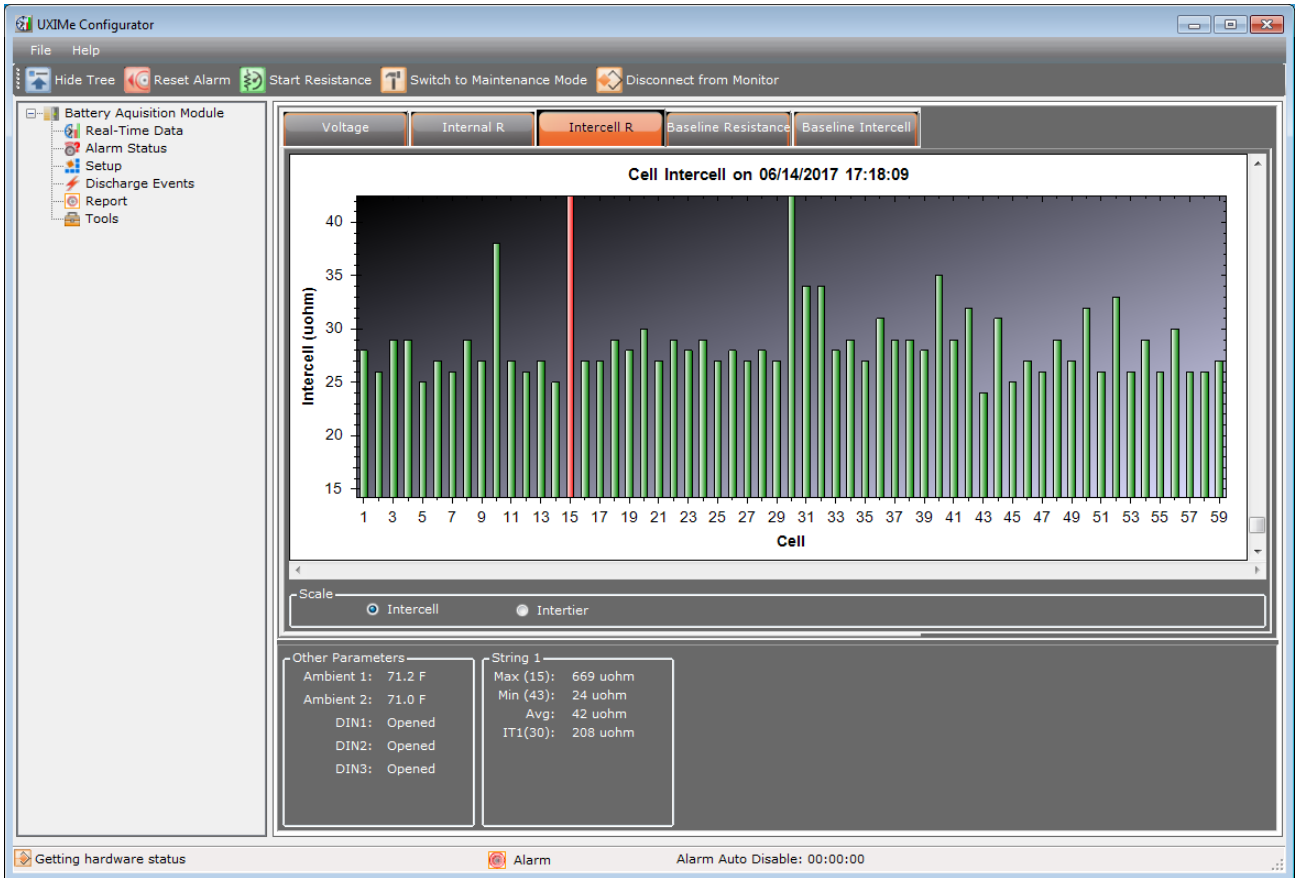 UXIMe Configurator
File Help
Hide Tree Reset Alarm Start Resistance Switch to Maintenance Mode Disconnect from Monitor
Battery Aquisition Module
Real-Time Data
Alarm Status
Setup
Discharge Events
Report
Tools
Voltage Internal R Intercell R Baseline Resistance Baseline Intercell
Cell Intercell on 06/14/2017 17:18:09
Intercell (uohm)
40
35
30
25
20
15
1 3 5 7 9 11 13 15 17 19 21 23 25 27 29 31 33 35 37 39 41 43 45 47 49 51 53 55 57 59
Cell
Scale
Intercell Intertier
Other Parameters
Ambient 1: 71.2 F
Ambient 2: 71.0 F
DIN1: Opened
DIN2: Opened
DIN3: Opened
String 1
Max (15): 669 uohm
Min (43): 24 uohm
Avg: 42 uohm
IT1(30): 208 uohm
Getting hardware status Alarm Alarm Auto Disable: 00:00:00